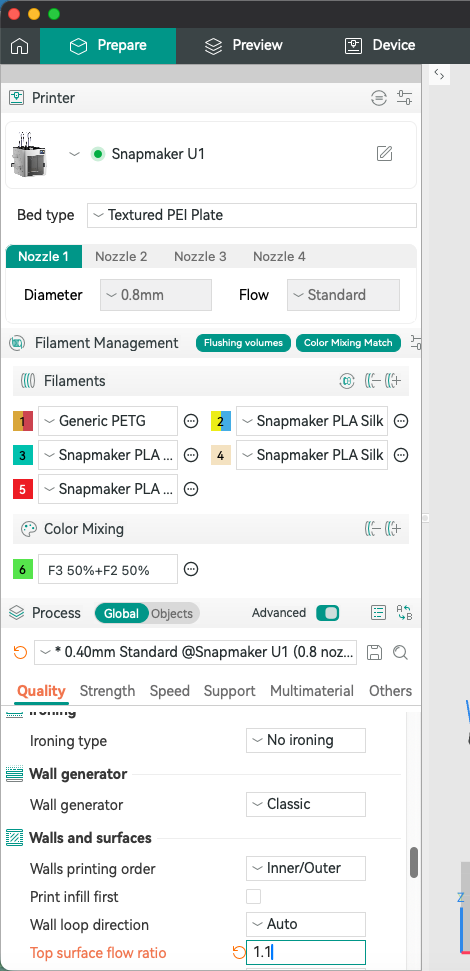 Prepare Preview Device
Printer
Snapmaker U1
Bed type Textured PEI Plate
Nozzle 1 Nozzle 2 Nozzle 3 Nozzle 4
Diameter 0.8mm Flow Standard
Filament Management Flushing volumes Color Mixing Match
Filaments
1 Generic PETG 2 Snapmaker PLA Silk
3 Snapmaker PLA ... 4 Snapmaker PLA Silk
5 Snapmaker PLA ...
Color Mixing
6 F3 50%+F2 50%
Process Global Objects Advanced
* 0.40mm Standard @Snapmaker U1 (0.8 noz...
Quality Strength Speed Support Multimaterial Others
Ironing
Ironing type No ironing
Wall generator
Wall generator Classic
Walls and surfaces
Walls printing order Inner/Outer
Print infill first
Wall loop direction Auto
Top surface flow ratio 1.1
Z